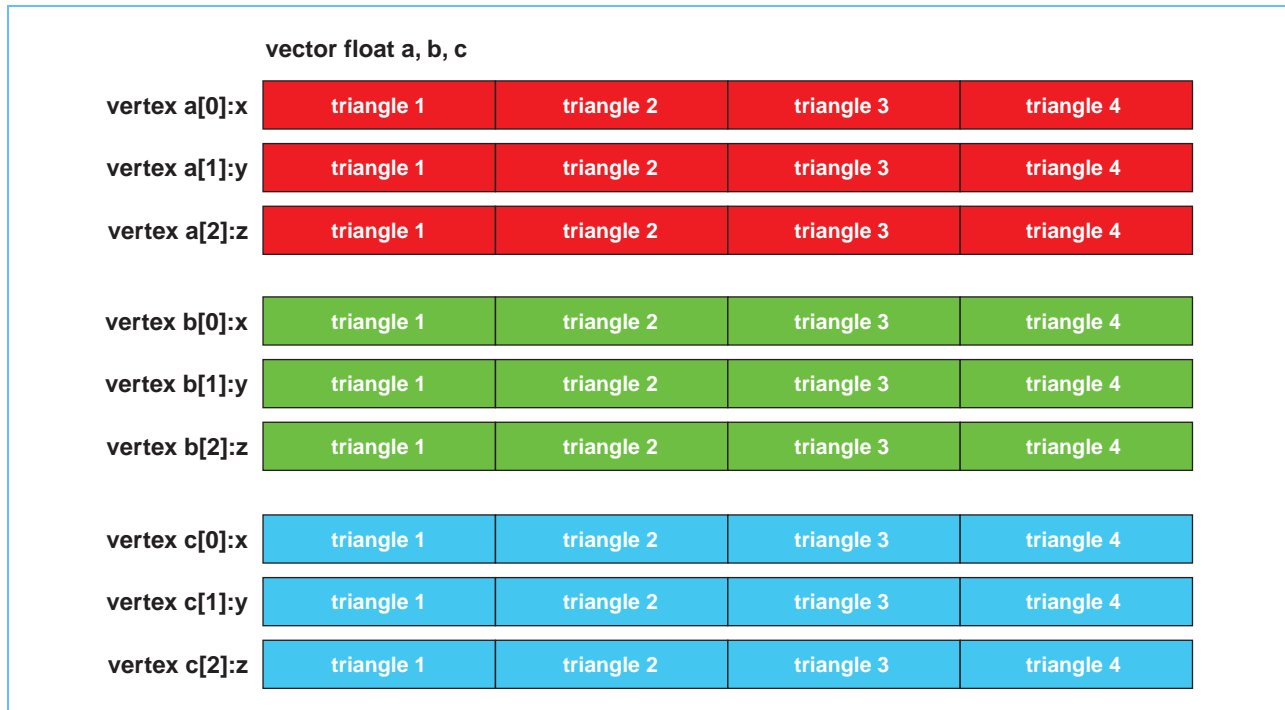 vector float a, b, c
vertex a[0]:x triangle 1 triangle 2 triangle 3 triangle 4
vertex a[1]:y triangle 1 triangle 2 triangle 3 triangle 4
vertex a[2]:z triangle 1 triangle 2 triangle 3 triangle 4
vertex b[0]:x triangle 1 triangle 2 triangle 3 triangle 4
vertex b[1]:y triangle 1 triangle 2 triangle 3 triangle 4
vertex b[2]:z triangle 1 triangle 2 triangle 3 triangle 4
vertex c[0]:x triangle 1 triangle 2 triangle 3 triangle 4
vertex c[1]:y triangle 1 triangle 2 triangle 3 triangle 4
vertex c[2]:z triangle 1 triangle 2 triangle 3 triangle 4